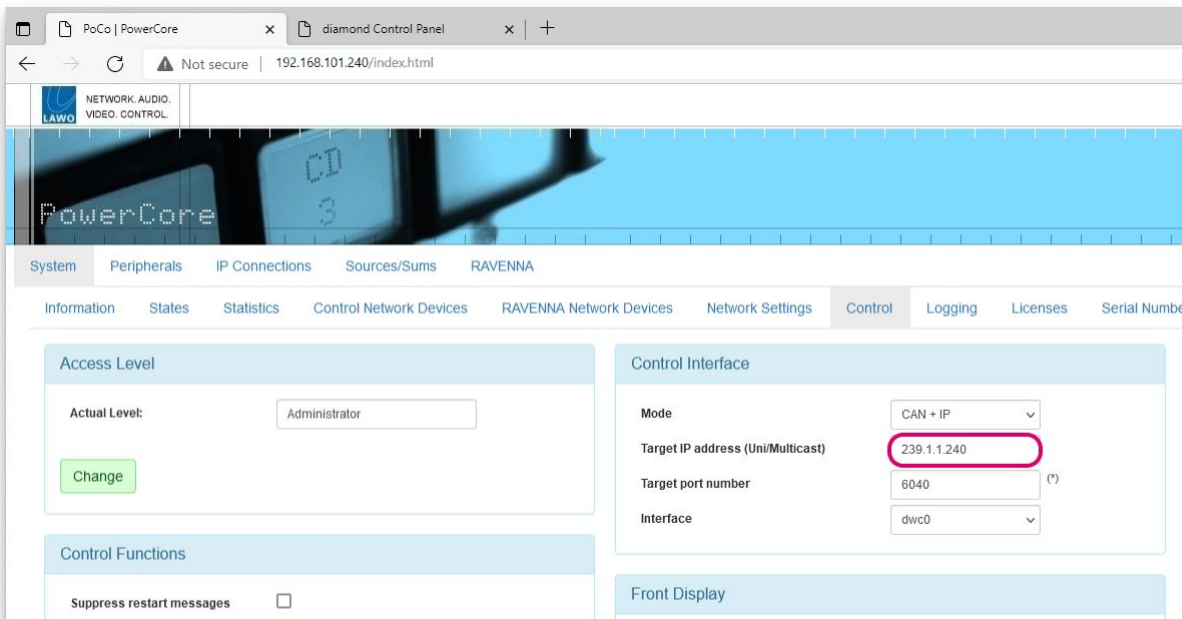 PoCo | PowerCore
diamond Control Panel
Not secure | 192.168.101.240/index.html
LAWO
NETWORK. AUDIO.
VIDEO. CONTROL.
CD
3
PowerCore
System Peripherals IP Connections Sources/Sums RAVENNA
Information States Statistics Control Network Devices RAVENNA Network Devices Network Settings Control Logging Licenses Serial Numbe
Access Level
Actual Level: Administrator
Change
Control Functions
Suppress restart messages
Control Interface
Mode CAN + IP
Target IP address (Uni/Multicast) 239.1.1.240
Target port number 6040 (*)
Interface dwc0
Front Display